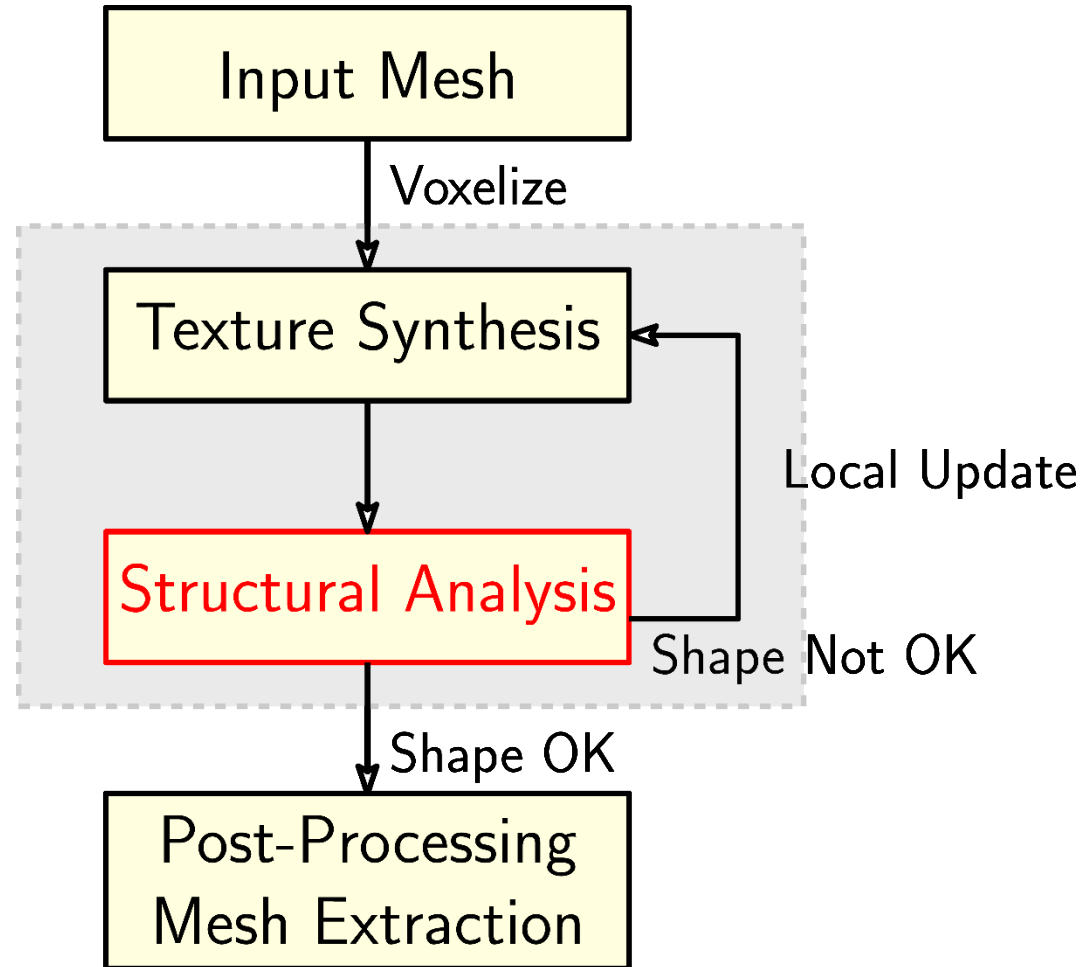 Input Mesh
Voxelize
Texture Synthesis
Local Update
Structural Analysis
Shape Not OK
Shape OK
Post-Processing
Mesh Extraction